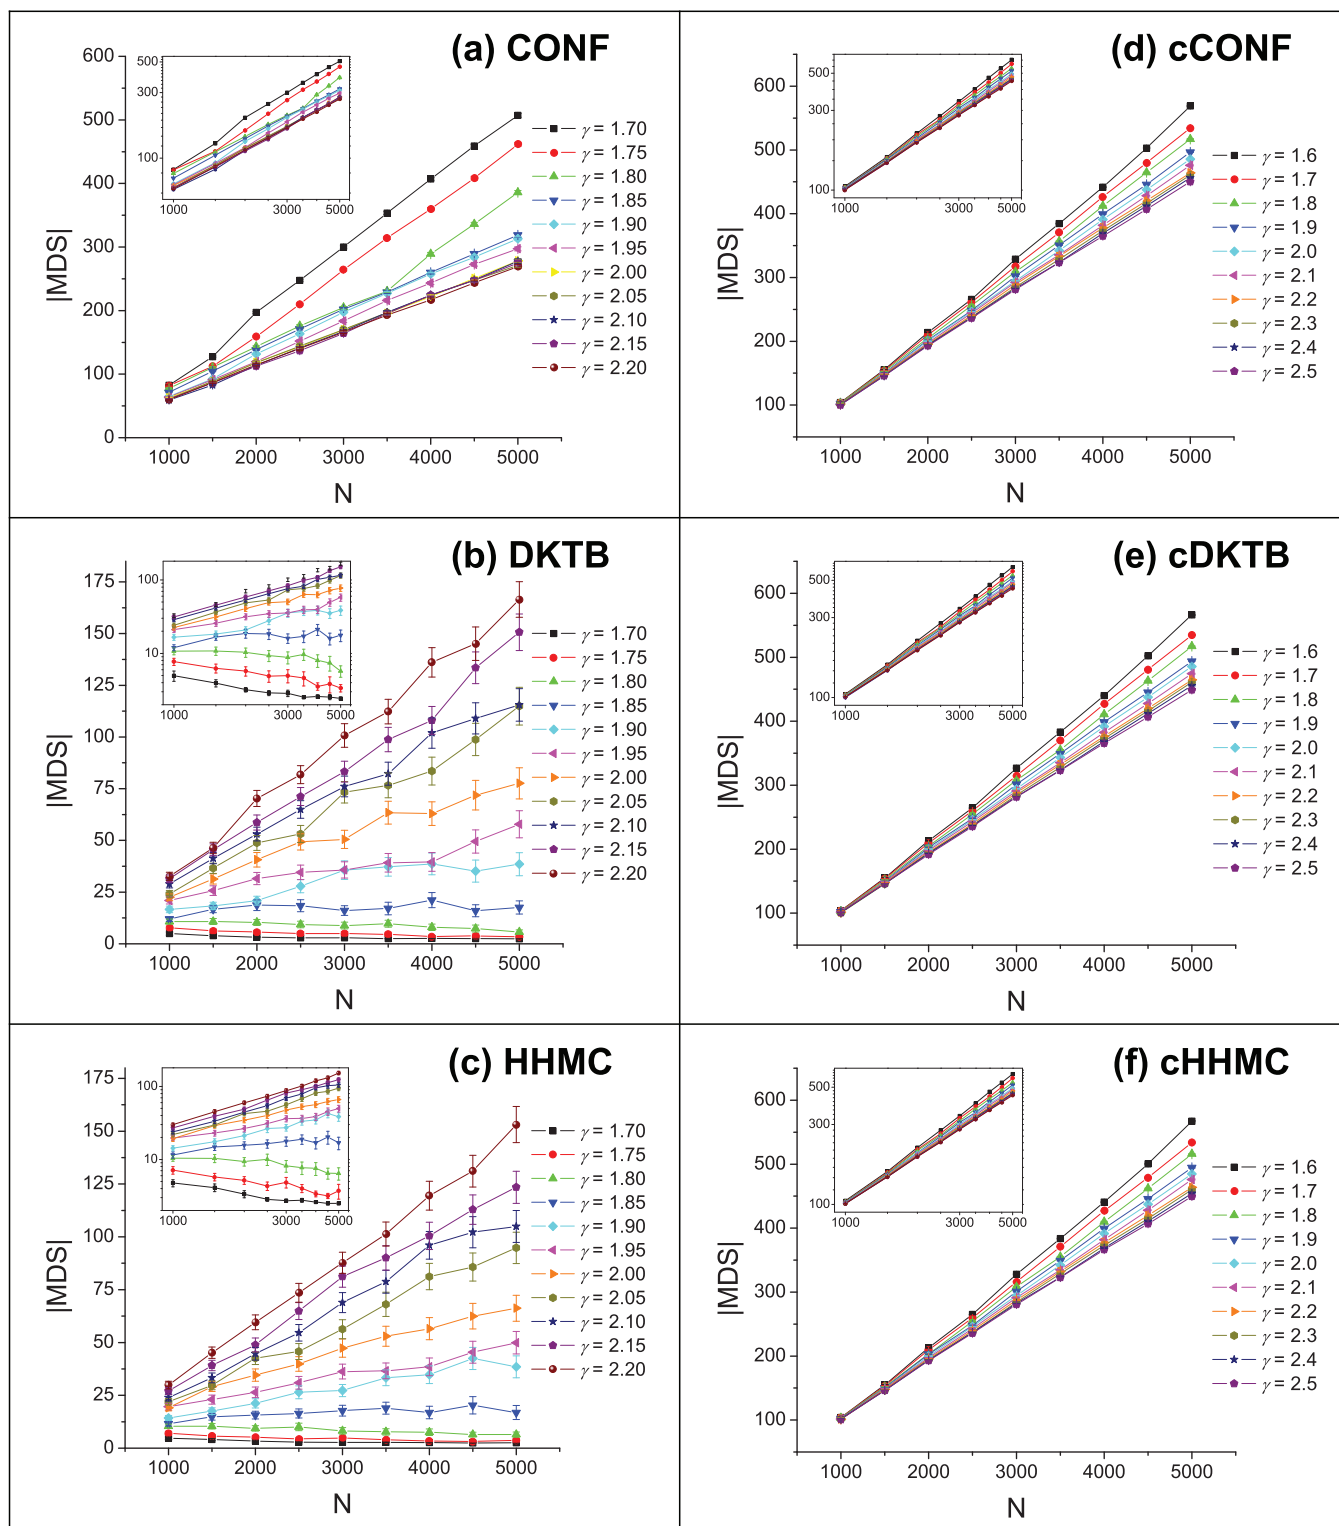 (a) CONF
|MDS|
600
500
400
300
200
100
0
1000 2000 3000 4000 5000
N
500
300
100
1000 3000 5000
γ = 1.70
γ = 1.75
γ = 1.80
γ = 1.85
γ = 1.90
γ = 1.95
γ = 2.00
γ = 2.05
γ = 2.10
γ = 2.15
γ = 2.20
(d) cCONF
|MDS|
600
500
400
300
200
100
1000 2000 3000 4000 5000
N
500
300
100
1000 3000 5000
γ = 1.6
γ = 1.7
γ = 1.8
γ = 1.9
γ = 2.0
γ = 2.1
γ = 2.2
γ = 2.3
γ = 2.4
γ = 2.5
(b) DKTB
|MDS|
175
150
125
100
75
50
25
0
1000 2000 3000 4000 5000
N
100
10
1000 3000 5000
γ = 1.70
γ = 1.75
γ = 1.80
γ = 1.85
γ = 1.90
γ = 1.95
γ = 2.00
γ = 2.05
γ = 2.10
γ = 2.15
γ = 2.20
(e) cDKTB
|MDS|
600
500
400
300
200
100
1000 2000 3000 4000 5000
N
500
300
100
1000 3000 5000
γ = 1.6
γ = 1.7
γ = 1.8
γ = 1.9
γ = 2.0
γ = 2.1
γ = 2.2
γ = 2.3
γ = 2.4
γ = 2.5
(c) HHMC
|MDS|
175
150
125
100
75
50
25
0
1000 2000 3000 4000 5000
N
100
10
1000 3000 5000
γ = 1.70
γ = 1.75
γ = 1.80
γ = 1.85
γ = 1.90
γ = 1.95
γ = 2.00
γ = 2.05
γ = 2.10
γ = 2.15
γ = 2.20
(f) cHHMC
|MDS|
600
500
400
300
200
100
1000 2000 3000 4000 5000
N
500
300
100
1000 3000 5000
γ = 1.6
γ = 1.7
γ = 1.8
γ = 1.9
γ = 2.0
γ = 2.1
γ = 2.2
γ = 2.3
γ = 2.4
γ = 2.5